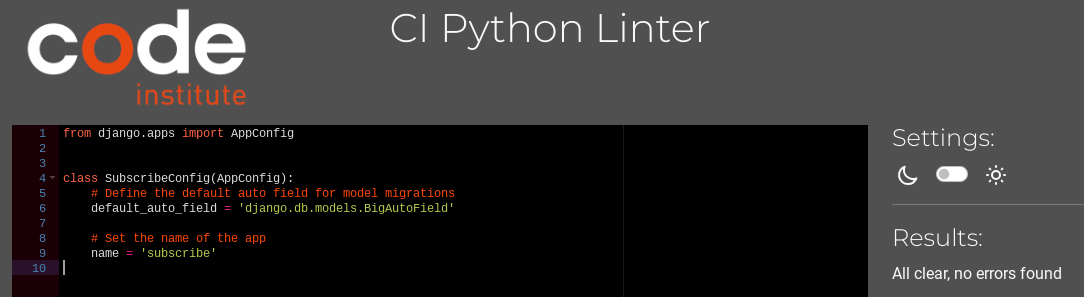 code
institute
CI Python Linter
1 from django.apps import AppConfig
2
3
4 class SubscribeConfig(AppConfig):
5     # Define the default auto field for model migrations
6     default_auto_field = 'django.db.models.BigAutoField'
7
8     # Set the name of the app
9     name = 'subscribe'
10
Settings:
Results:
All clear, no errors found